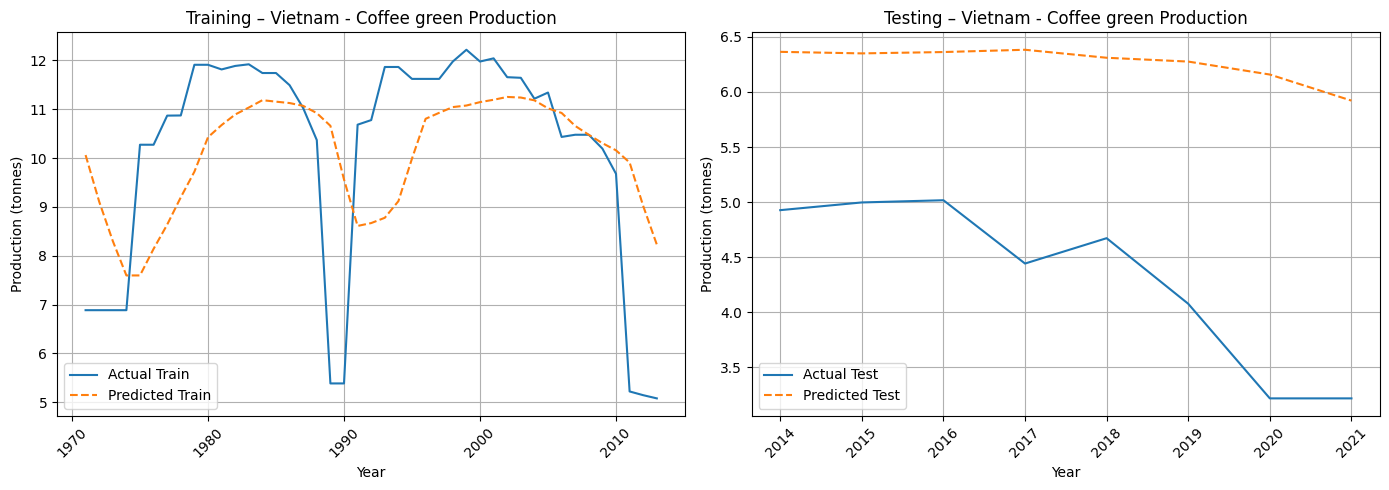 Training – Vietnam - Coffee green Production
Production (tonnes)
12
11
10
9
8
7
6
5
Actual Train
Predicted Train
1970
1980
1990
2000
2010
Year
Testing – Vietnam - Coffee green Production
Production (tonnes)
6.5
6.0
5.5
5.0
4.5
4.0
3.5
Actual Test
Predicted Test
2014
2015
2016
2017
2018
2019
2020
2021
Year